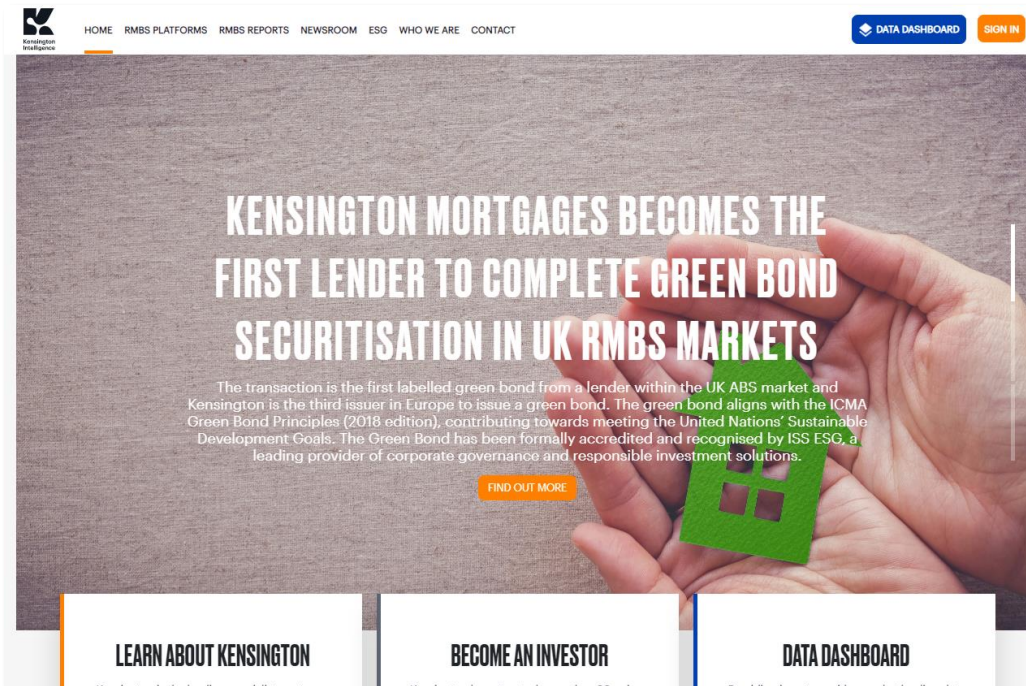 Kensington
Intelligence
HOME RMBS PLATFORMS RMBS REPORTS NEWSROOM ESG WHO WE ARE CONTACT
DATA DASHBOARD
SIGN IN
KENSINGTON MORTGAGES BECOMES THE
FIRST LENDER TO COMPLETE GREEN BOND
SECURITISATION IN UK RMBS MARKETS
The transaction is the first labelled green bond from a lender within the UK ABS market and
Kensington is the third issuer in Europe to issue a green bond. The green bond aligns with the ICMA
Green Bond Principles (2018 edition), contributing towards meeting the United Nations' Sustainable
Development Goals. The Green Bond has been formally accredited and recognised by ISS ESG, a
leading provider of corporate governance and responsible investment solutions.
FIND OUT MORE
LEARN ABOUT KENSINGTON
BECOME AN INVESTOR
DATA DASHBOARD